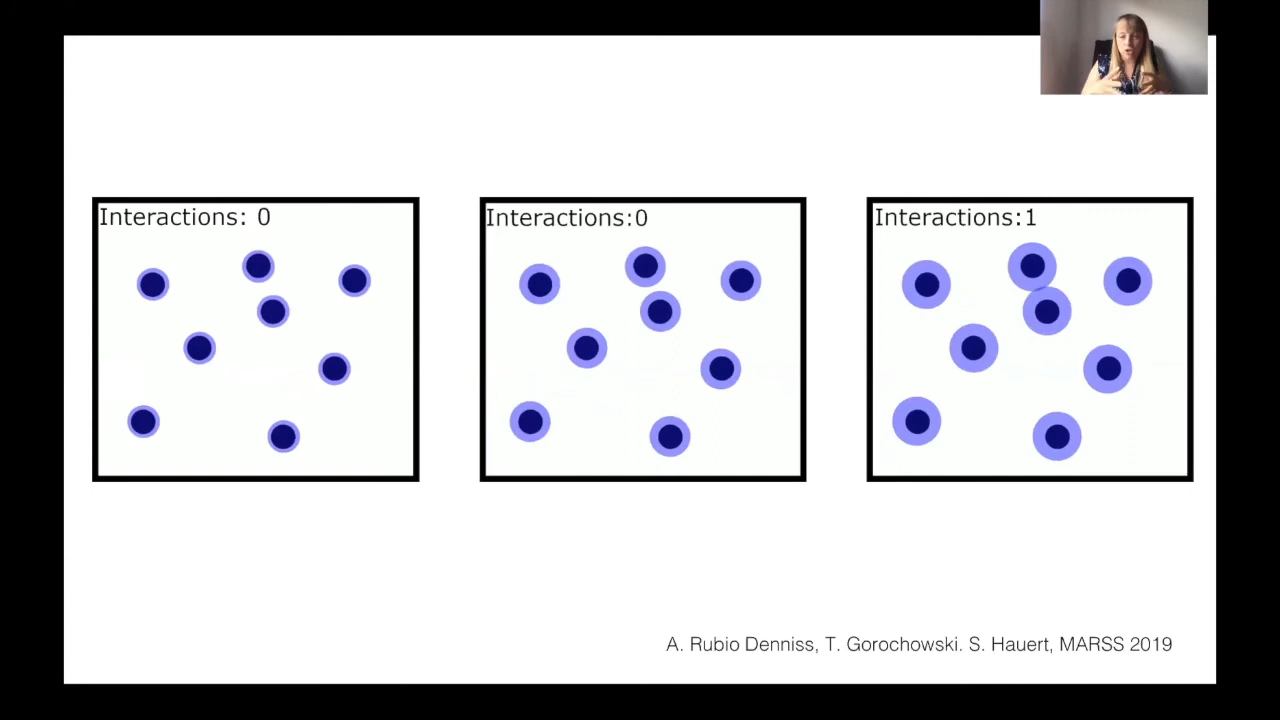 Interactions: 0
Interactions:0
Interactions:1
A. Rubio Denniss, T. Gorochowski. S. Hauert, MARSS 2019